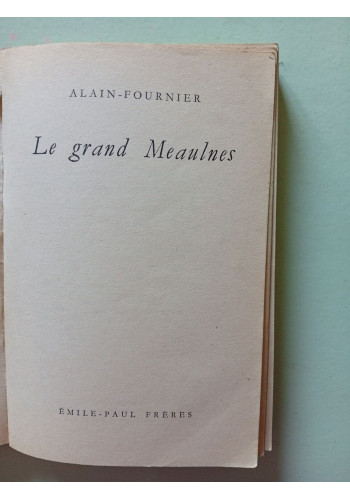 ALAIN-FOURNIER
Le grand Meaulnes
ÉMILE-PAUL FRÈRES